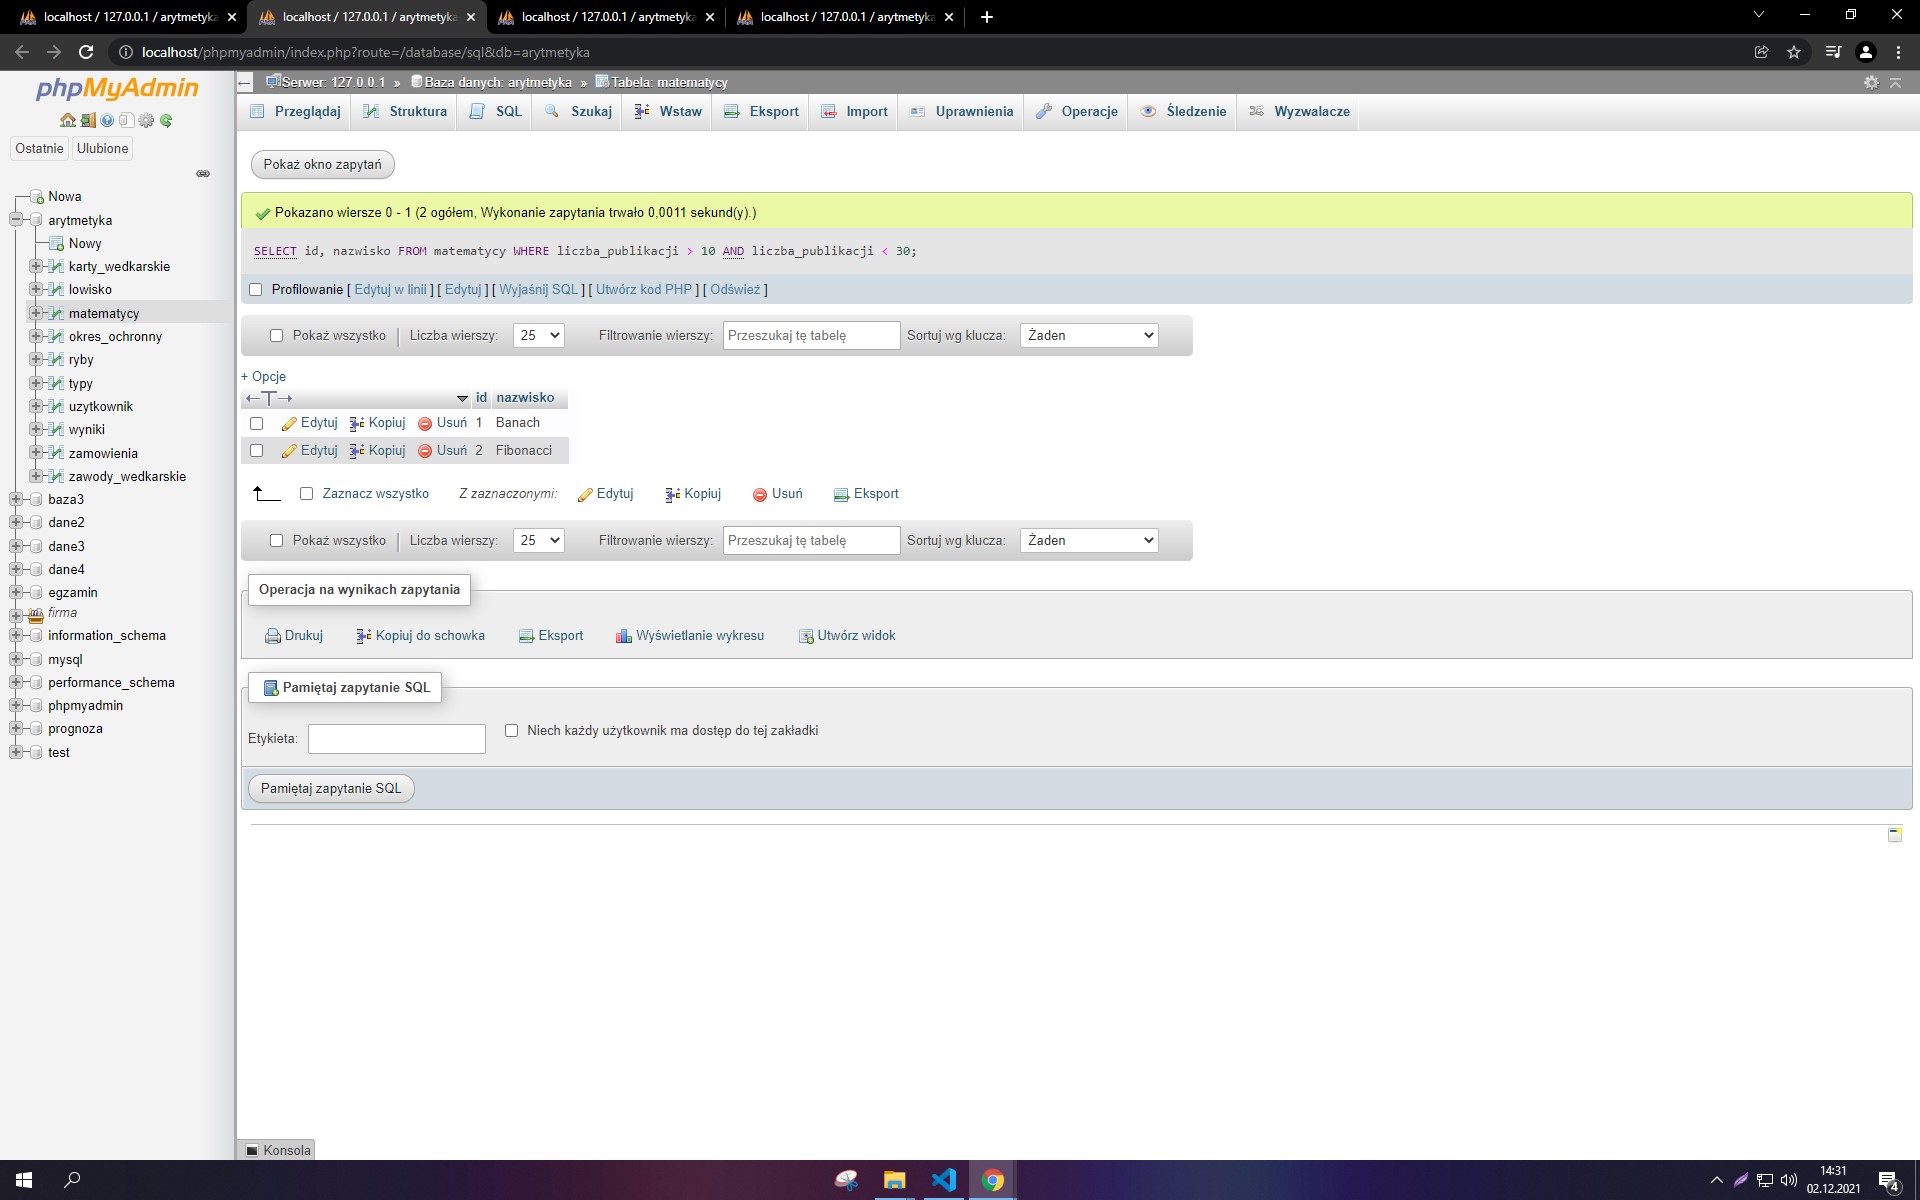 localhost / 127.0.0.1 / arytmetyka
localhost / 127.0.0.1 / arytmetyka
localhost / 127.0.0.1 / arytmetyka
localhost / 127.0.0.1 / arytmetyka
localhost/phpmyadmin/index.php?route=/database/sql&db=arytmetyka
phpMyAdmin
Ostatnie Ulubione
Nowa
arytmetyka
Nowy
karty_wedkarskie
lowisko
matematycy
okres_ochronny
ryby
typy
uzytkownik
wyniki
zamowienia
zawody_wedkarskie
baza3
dane2
dane3
dane4
egzamin
firma
information_schema
mysql
performance_schema
phpmyadmin
prognoza
test
Serwer: 127.0.0.1 » Baza danych: arytmetyka » Tabela: matematycy
Przeglądaj Struktura SQL Szukaj Wstaw Eksport Import Uprawnienia Operacje Śledzenie Wyzwalacze
Pokaż okno zapytań
Pokazano wiersze 0 - 1 (2 ogółem, Wykonanie zapytania trwało 0,0011 sekund(y).)
SELECT id, nazwisko FROM matematycy WHERE liczba_publikacji > 10 AND liczba_publikacji < 30;
Profilowanie [ Edytuj w linii ] [ Edytuj ] [ Wyjaśnij SQL ] [ Utwórz kod PHP ] [ Odśwież ]
Pokaż wszystko | Liczba wierszy: 25 Filtrowanie wierszy: Przeszukaj tę tabelę Sortuj wg klucza: Żaden
+ Opcje
←T→ id nazwisko
Edytuj Kopiuj Usuń 1 Banach
Edytuj Kopiuj Usuń 2 Fibonacci
Zaznacz wszystko Z zaznaczonymi: Edytuj Kopiuj Usuń Eksport
Pokaż wszystko | Liczba wierszy: 25 Filtrowanie wierszy: Przeszukaj tę tabelę Sortuj wg klucza: Żaden
Operacja na wynikach zapytania
Drukuj Kopiuj do schowka Eksport Wyświetlanie wykresu Utwórz widok
Pamiętaj zapytanie SQL
Etykieta: Niech każdy użytkownik ma dostęp do tej zakładki
Pamiętaj zapytanie SQL
Konsola
14:31
02.12.2021
4